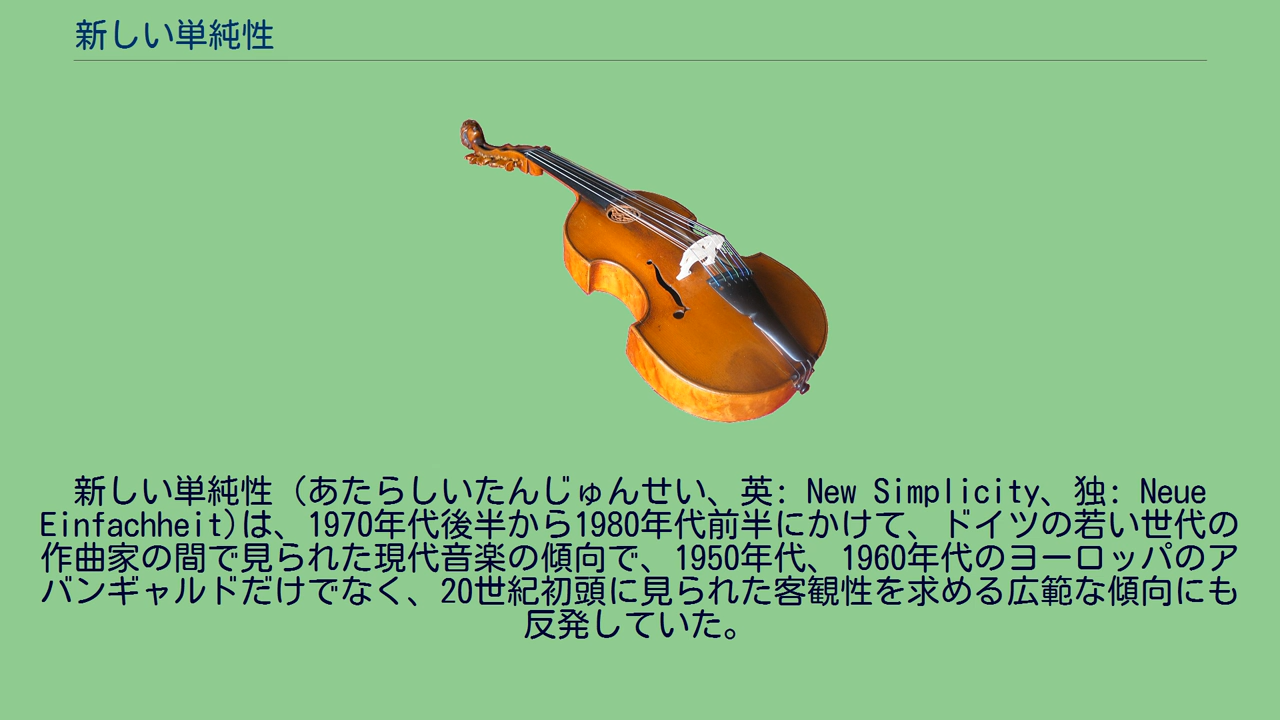 新しい単純性
新しい単純性（あたらしいたんじゅんせい、英: New Simplicity、独: Neue
Einfachheit)は、1970年代後半から1980年代前半にかけて、ドイツの若い世代の
作曲家の間で見られた現代音楽の傾向で、1950年代、1960年代のヨーロッパのア
バンギャルドだけでなく、20世紀初頭に見られた客観性を求める広範な傾向にも
反発していた。